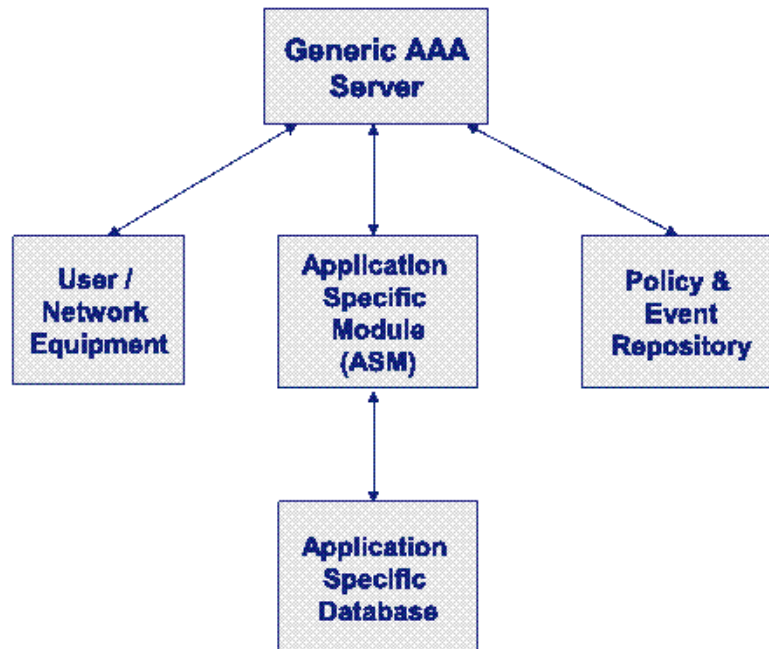 Generic AAA
Server
User /
Network
Equipment
Application
Specific
Module
(ASM)
Policy &
Event
Repository
Application
Specific
Database